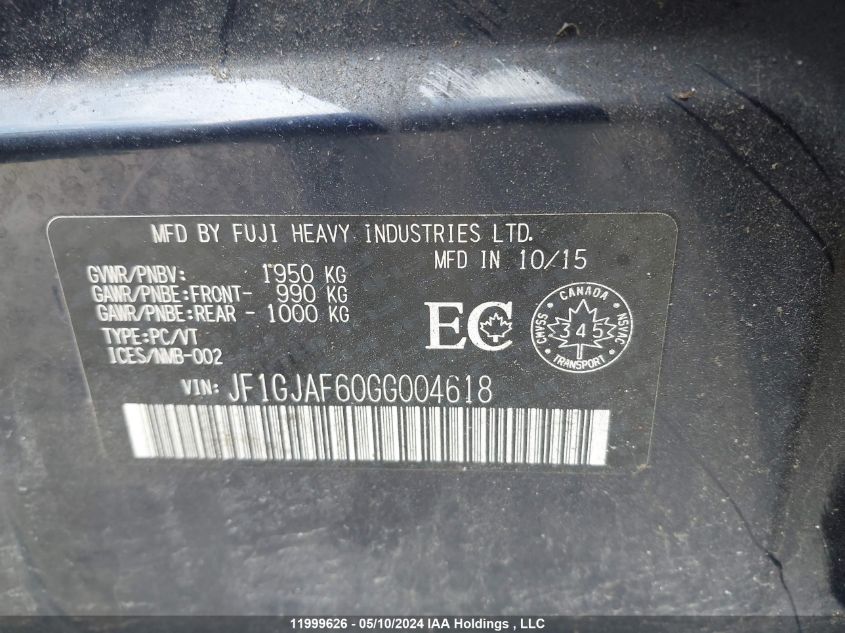 MFD BY FUJI HEAVY INDUSTRIES LTD.
MFD IN 10/15
GVWR/PNBV: 1950 KG
GAWR/PNBE:FRONT- 990 KG
GAWR/PNBE:REAR - 1000 KG
TYPE:PC/VT
ICES/NMB-002
EC
CANADA
CMVSS 345 NSVAC
TRANSPORT
VIN: JF1GJAF60GG004618
11999626 - 05/10/2024 IAA Holdings , LLC